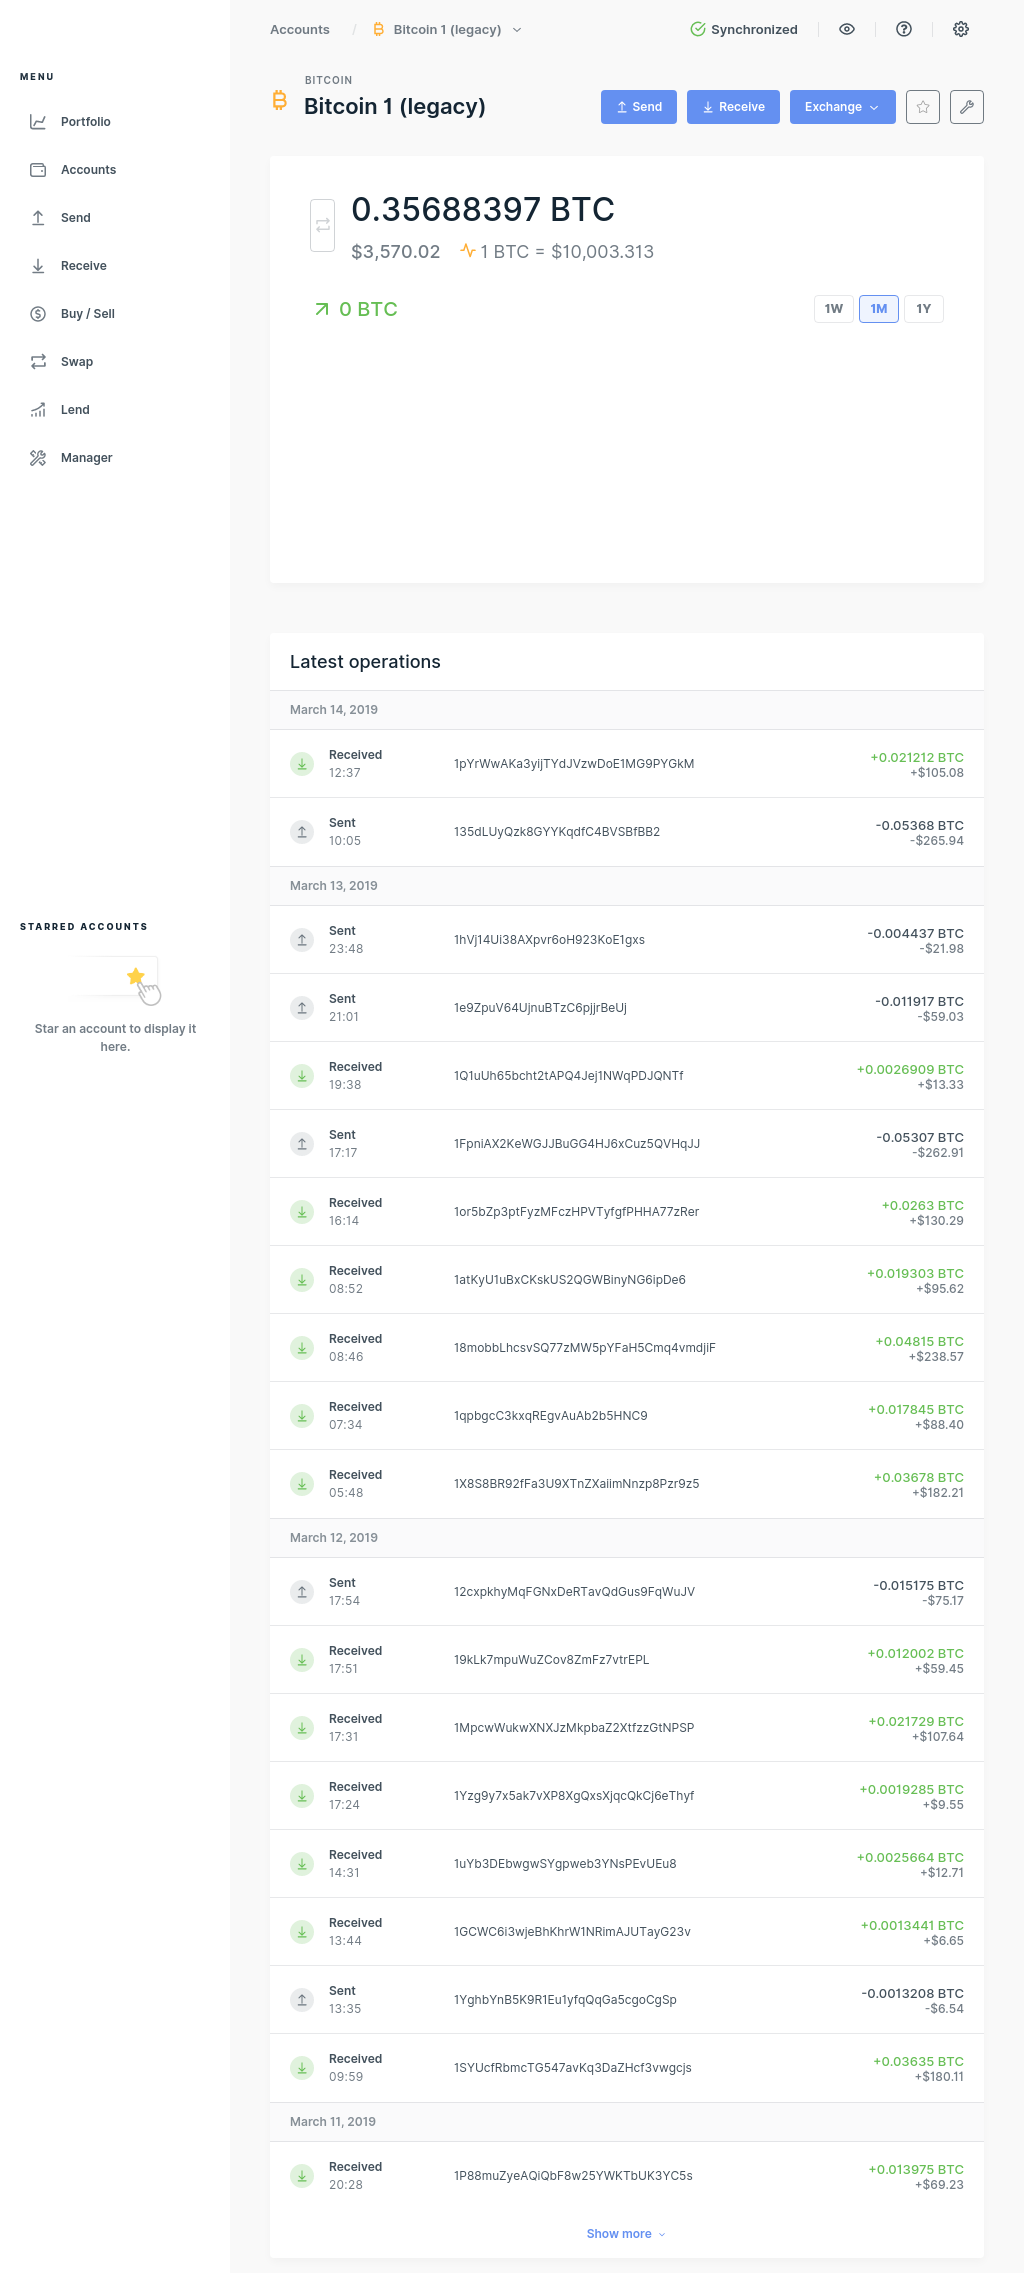 Accounts / Bitcoin 1 (legacy) Synchronized
MENU
Portfolio
Accounts
Send
Receive
Buy / Sell
Swap
Lend
Manager
STARRED ACCOUNTS
Star an account to display it
here.
BITCOIN
Bitcoin 1 (legacy)
Send Receive Exchange
0.35688397 BTC
$3,570.02 1 BTC = $10,003.313
0 BTC 1W 1M 1Y
Latest operations
March 14, 2019
Received
12:37
1pYrWwAKa3yijTYdJVzwDoE1MG9PYGkM
+0.021212 BTC
+$105.08
Sent
10:05
135dLUyQzk8GYYKqdfC4BVSBfBB2
-0.05368 BTC
-$265.94
March 13, 2019
Sent
23:48
1hVj14Ui38AXpvr6oH923KoE1gxs
-0.004437 BTC
-$21.98
Sent
21:01
1e9ZpuV64UjnuBTzC6pjjrBeUj
-0.011917 BTC
-$59.03
Received
19:38
1Q1uUh65bcht2tAPQ4Jej1NWqPDJQNTf
+0.0026909 BTC
+$13.33
Sent
17:17
1FpniAX2KeWGJJBuGG4HJ6xCuz5QVHqJJ
-0.05307 BTC
-$262.91
Received
16:14
1or5bZp3ptFyzMFczHPVTyfgfPHHA77zRer
+0.0263 BTC
+$130.29
Received
08:52
1atKyU1uBxCKskUS2QGWBinyNG6ipDe6
+0.019303 BTC
+$95.62
Received
08:46
18mobbLhcsvSQ77zMW5pYFaH5Cmq4vmdjiF
+0.04815 BTC
+$238.57
Received
07:34
1qpbgcC3kxqREgvAuAb2b5HNC9
+0.017845 BTC
+$88.40
Received
05:48
1X8S8BR92fFa3U9XTnZXaiimNnzp8Pzr9z5
+0.03678 BTC
+$182.21
March 12, 2019
Sent
17:54
12cxpkhyMqFGNxDeRTavQdGus9FqWuJV
-0.015175 BTC
-$75.17
Received
17:51
19kLk7mpuWuZCov8ZmFz7vtrEPL
+0.012002 BTC
+$59.45
Received
17:31
1MpcwWukwXNXJzMkpbaZ2XtfzzGtNPSP
+0.021729 BTC
+$107.64
Received
17:24
1Yzg9y7x5ak7vXP8XgQxsXjqcQkCj6eThyf
+0.0019285 BTC
+$9.55
Received
14:31
1uYb3DEbwgwSYgpweb3YNsPEvUEu8
+0.0025664 BTC
+$12.71
Received
13:44
1GCWC6i3wjeBhKhrW1NRimAJUTayG23v
+0.0013441 BTC
+$6.65
Sent
13:35
1YghbYnB5K9R1Eu1yfqQqGa5cgoCgSp
-0.0013208 BTC
-$6.54
Received
09:59
1SYUcfRbmcTG547avKq3DaZHcf3vwgcjs
+0.03635 BTC
+$180.11
March 11, 2019
Received
20:28
1P88muZyeAQiQbF8w25YWKTbUK3YC5s
+0.013975 BTC
+$69.23
Show more